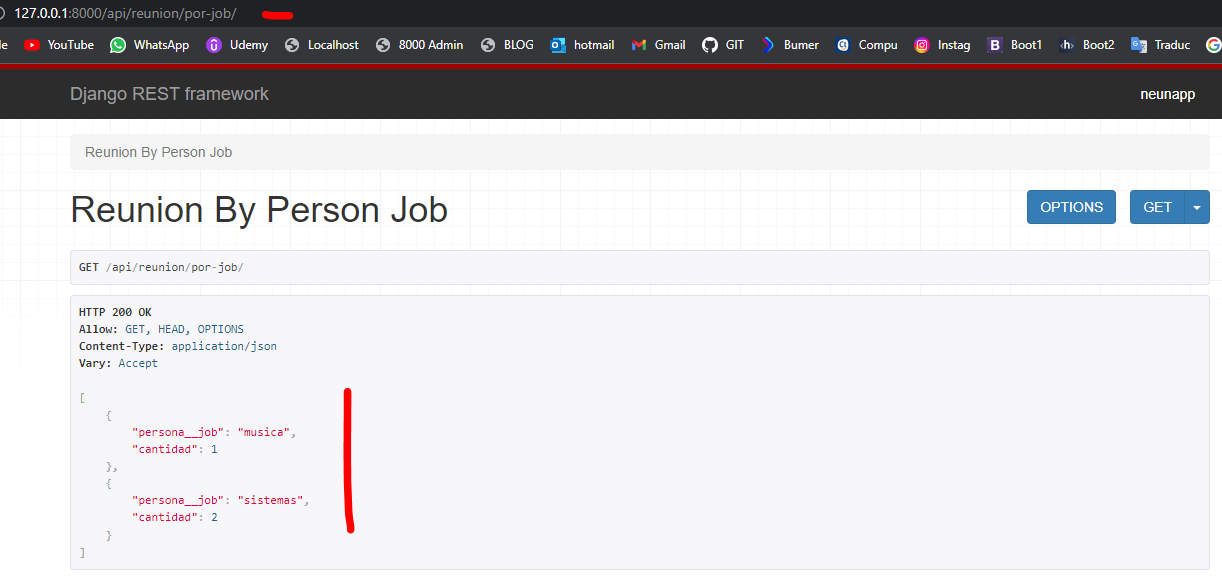 127.0.0.1:8000/api/reunion/por-job/
le YouTube WhatsApp Udemy Localhost 8000 Admin BLOG hotmail Gmail GIT Bumer Compu Instag Boot1 Boot2 Traduc
Django REST framework neunapp
Reunion By Person Job
Reunion By Person Job OPTIONS GET
GET /api/reunion/por-job/
HTTP 200 OK
Allow: GET, HEAD, OPTIONS
Content-Type: application/json
Vary: Accept
[
{
"persona__job": "musica",
"cantidad": 1
},
{
"persona__job": "sistemas",
"cantidad": 2
}
]